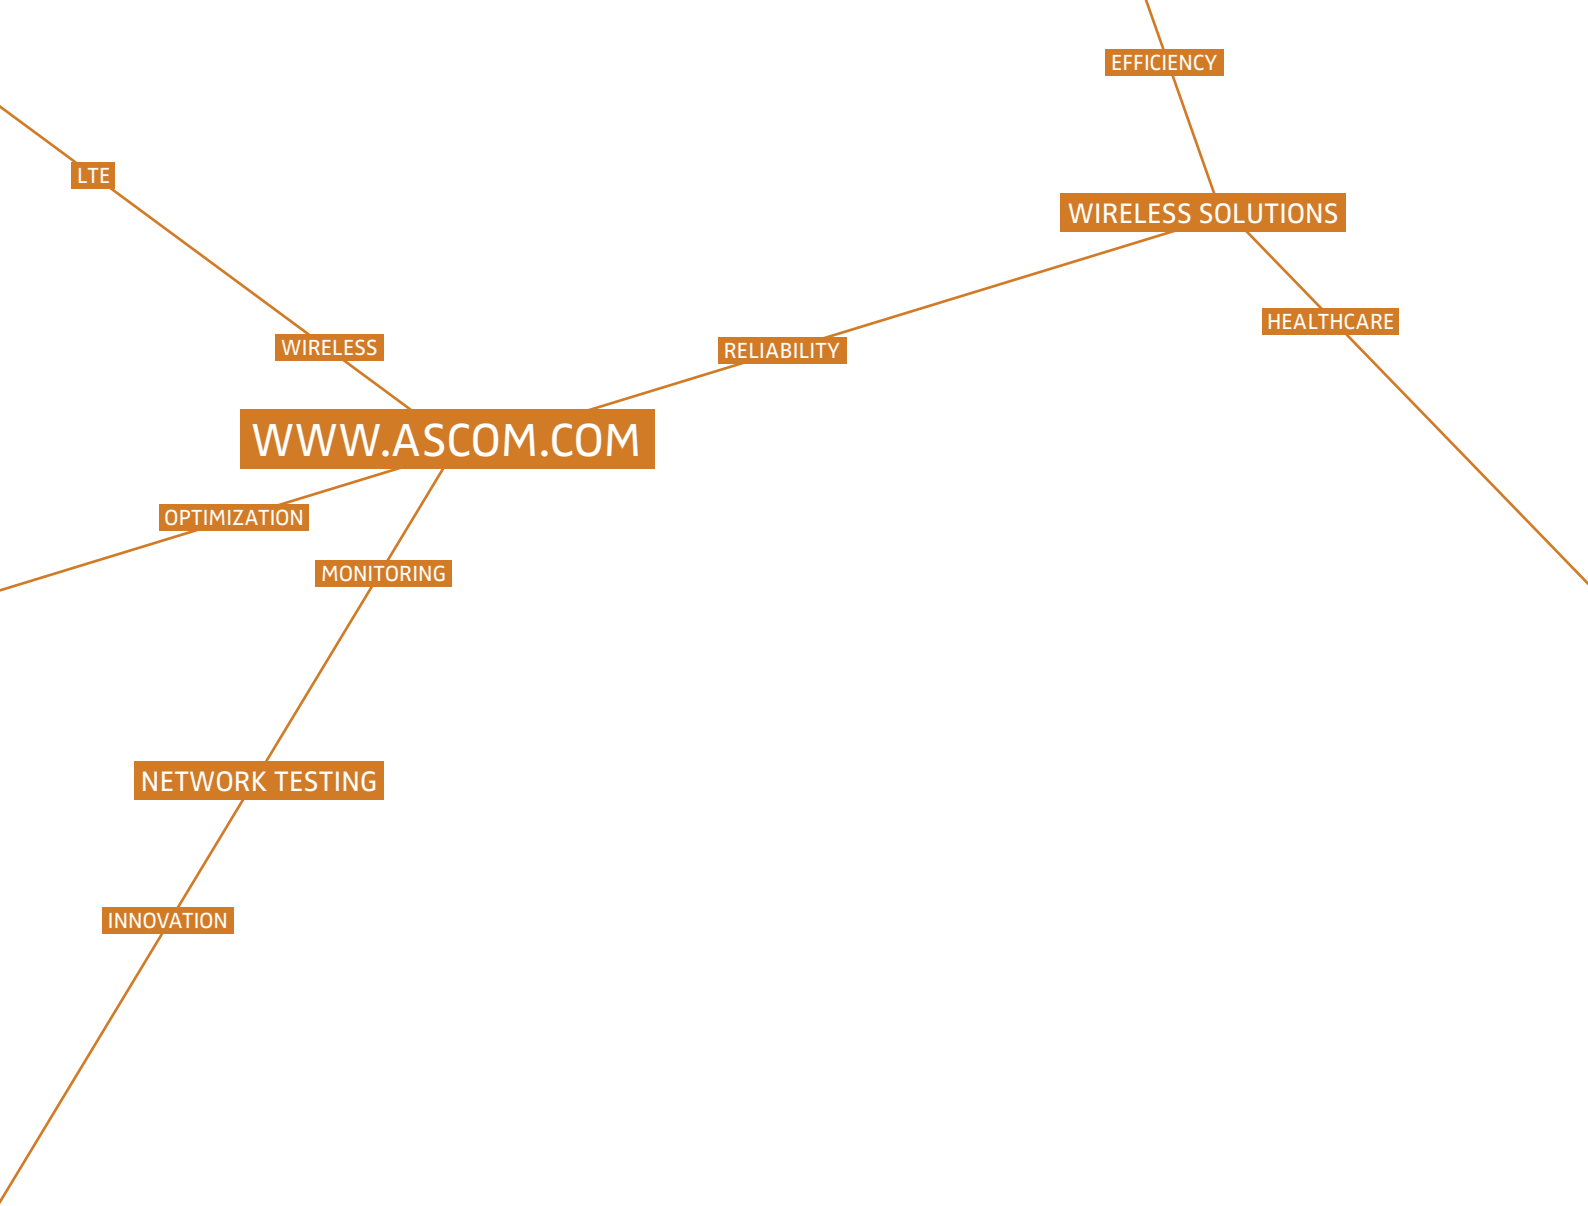 EFFICIENCY
LTE
WIRELESS SOLUTIONS
HEALTHCARE
WIRELESS
RELIABILITY
WWW.ASCOM.COM
OPTIMIZATION
MONITORING
NETWORK TESTING
INNOVATION